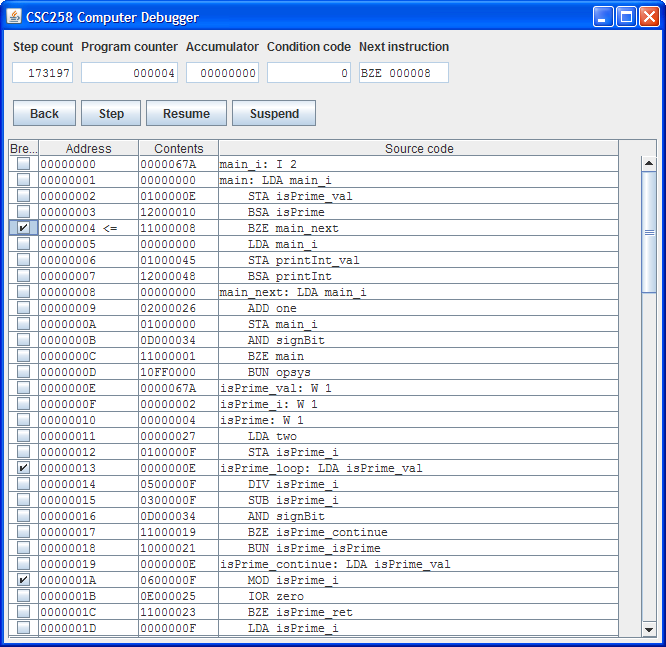 CSC258 Computer Debugger
Step count Program counter Accumulator Condition code Next instruction
173197 000004 00000000 0 BZE 000008
Back Step Resume Suspend
Bre... Address Contents Source code
00000000 0000067A main_i: I 2
00000001 00000000 main: LDA main_i
00000002 0100000E STA isPrime_val
00000003 12000010 BSA isPrime
00000004 <= 11000008 BZE main_next
00000005 00000000 LDA main_i
00000006 01000045 STA printInt_val
00000007 12000048 BSA printInt
00000008 00000000 main_next: LDA main_i
00000009 02000026 ADD one
0000000A 01000000 STA main_i
0000000B 0D000034 AND signBit
0000000C 11000001 BZE main
0000000D 10FF0000 BUN opsys
0000000E 0000067A isPrime_val: W 1
0000000F 00000002 isPrime_i: W 1
00000010 00000004 isPrime: W 1
00000011 00000027 LDA two
00000012 0100000F STA isPrime_i
00000013 0000000E isPrime_loop: LDA isPrime_val
00000014 0500000F DIV isPrime_i
00000015 0300000F SUB isPrime_i
00000016 0D000034 AND signBit
00000017 11000019 BZE isPrime_continue
00000018 10000021 BUN isPrime_isPrime
00000019 0000000E isPrime_continue: LDA isPrime_val
0000001A 0600000F MOD isPrime_i
0000001B 0E000025 IOR zero
0000001C 11000023 BZE isPrime_ret
0000001D 0000000F LDA isPrime_i